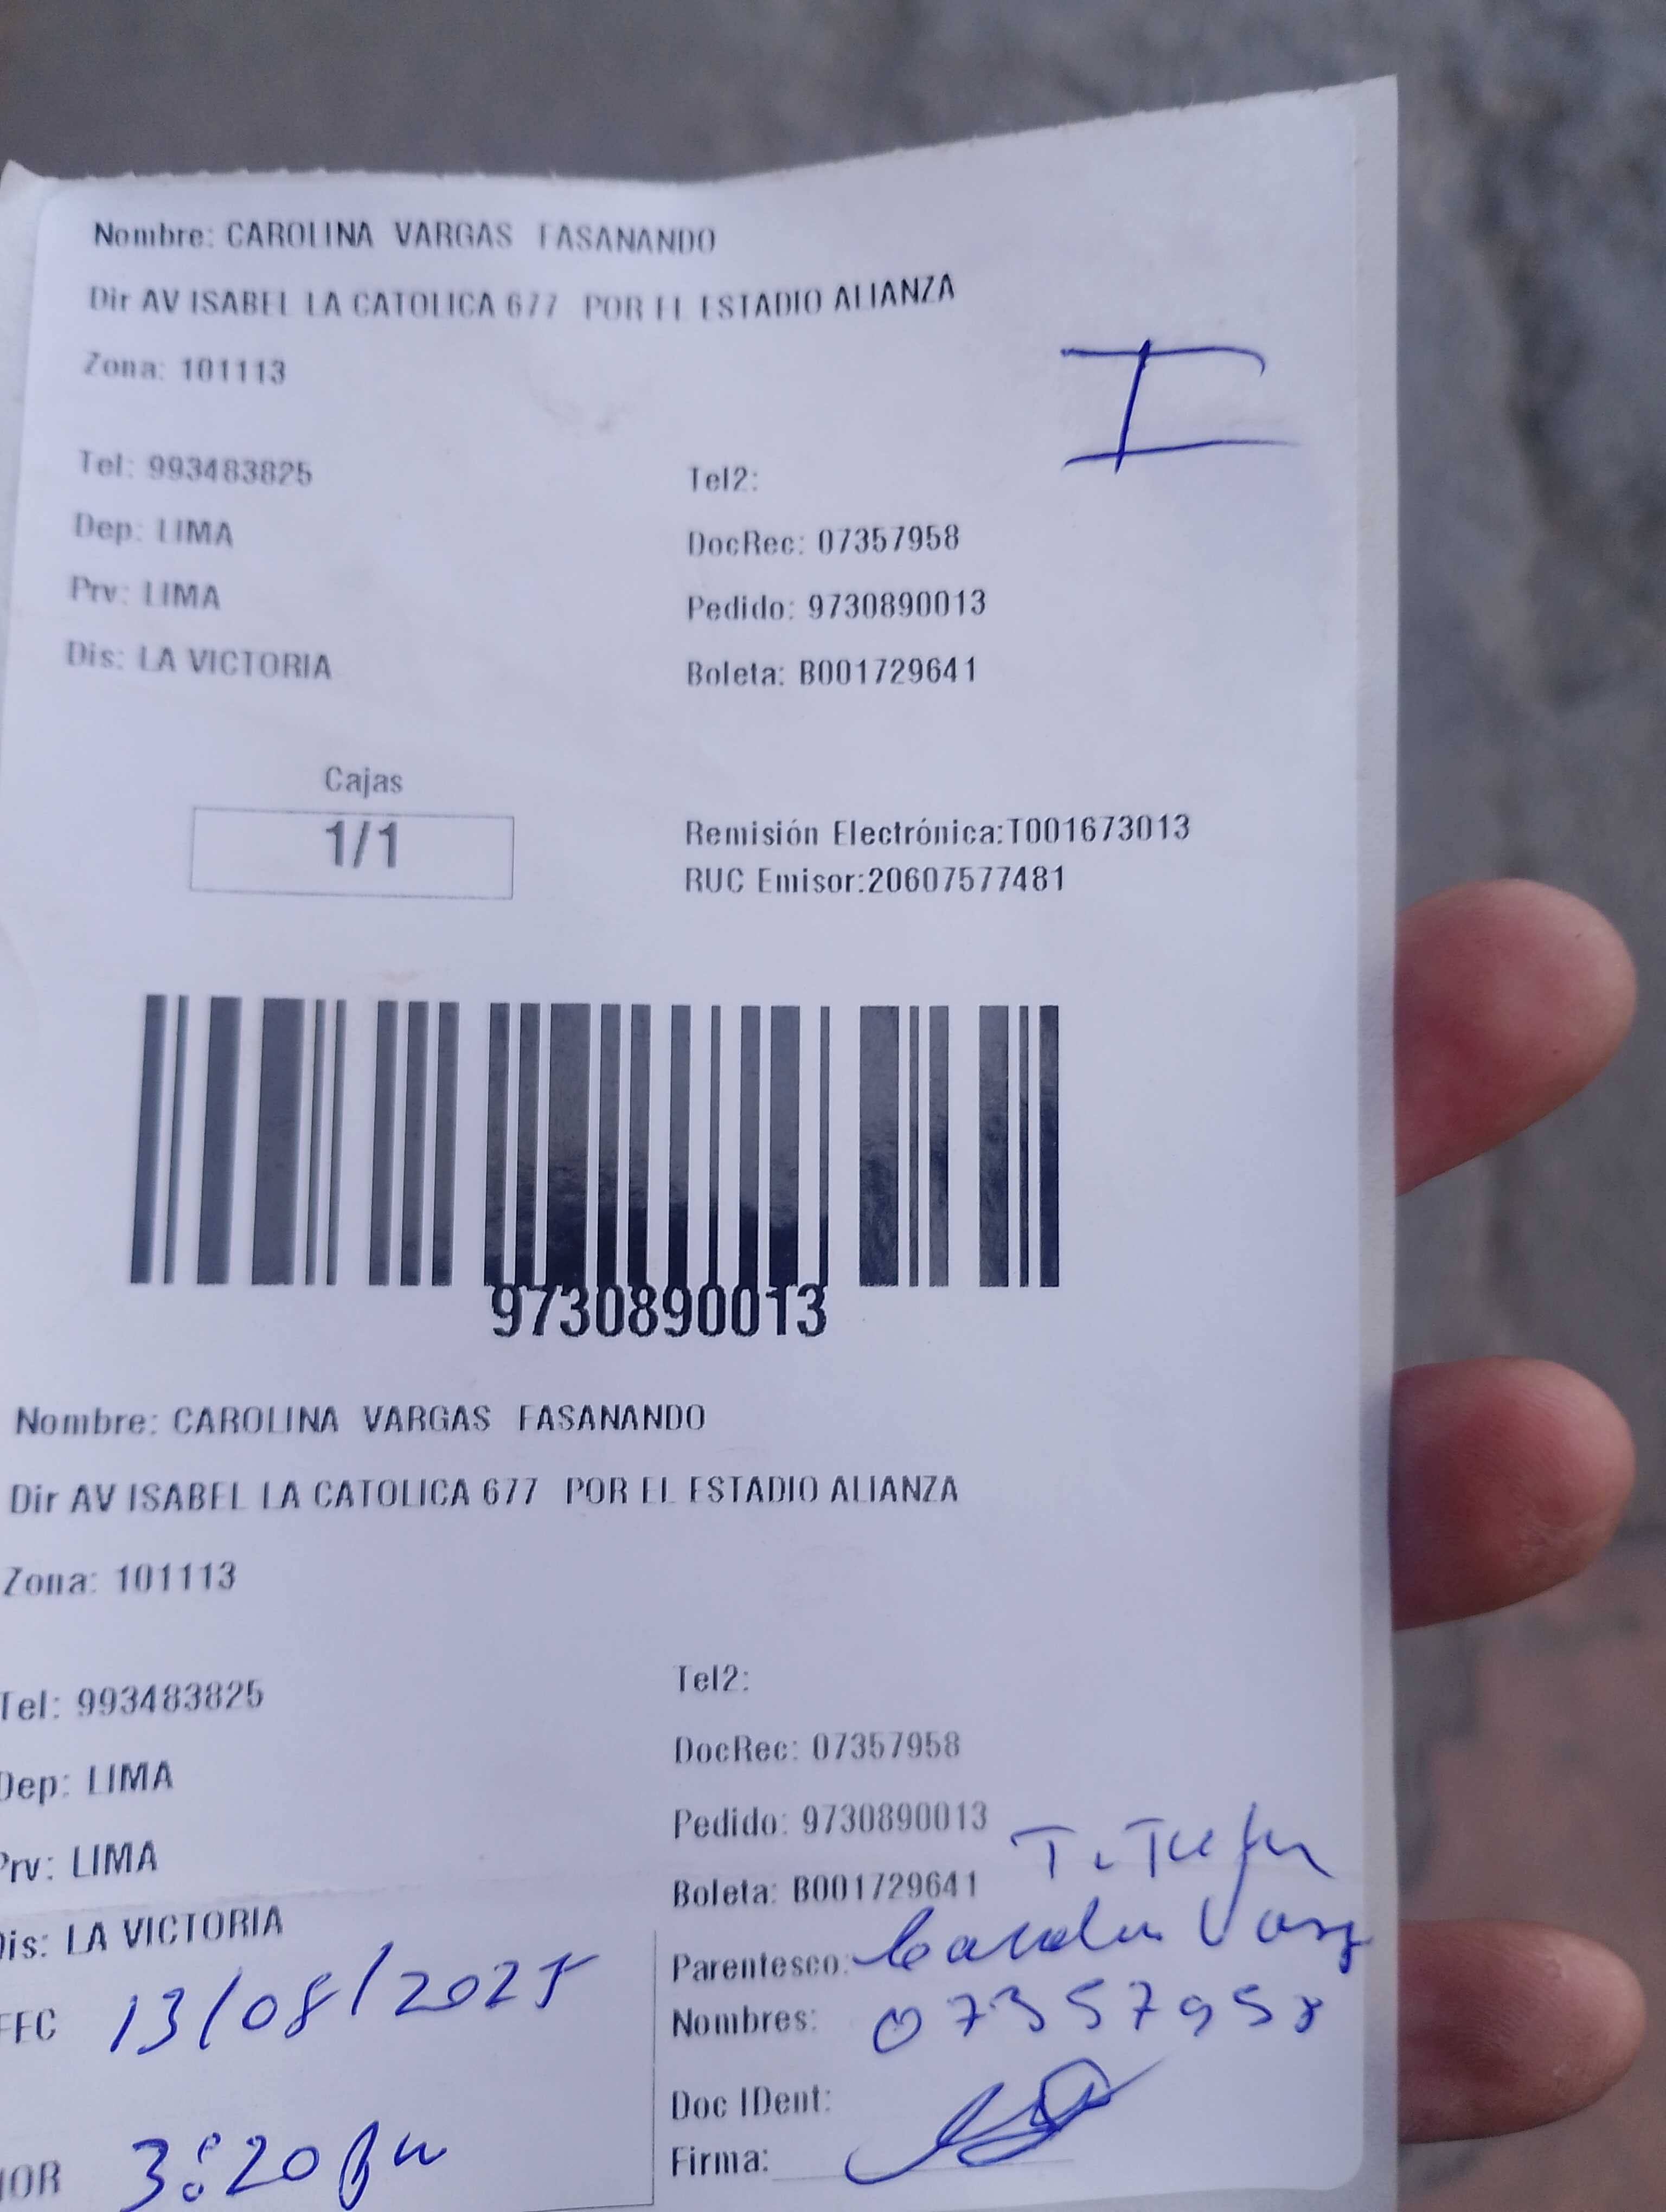 Nombre: CAROLINA VARGAS FASANANDO
Dir AV ISABEL LA CATOLICA 677 POR EL ESTADIO ALIANZA
Zona: 101113
I
Tel: 993483825
Tel2:
Dep: LIMA
DocRec: 07357958
Prv: LIMA
Pedido: 9730890013
Dis: LA VICTORIA
Boleta: B001729641
Cajas
1/1
Remisión Electrónica:T001673013
RUC Emisor:20607577481
9730890013
Nombre: CAROLINA VARGAS FASANANDO
Dir AV ISABEL LA CATOLICA 677 POR EL ESTADIO ALIANZA
Zona: 101113
Tel: 993483825
Tel2:
Dep: LIMA
DocRec: 07357958
Prv: LIMA
Pedido: 9730890013
Dis: LA VICTORIA
Boleta: B001729641
Parentesco:
FEC 13/08/2025
Nombres: 07357958
Doc IDent:
HOR 3:20 pm
Firma: